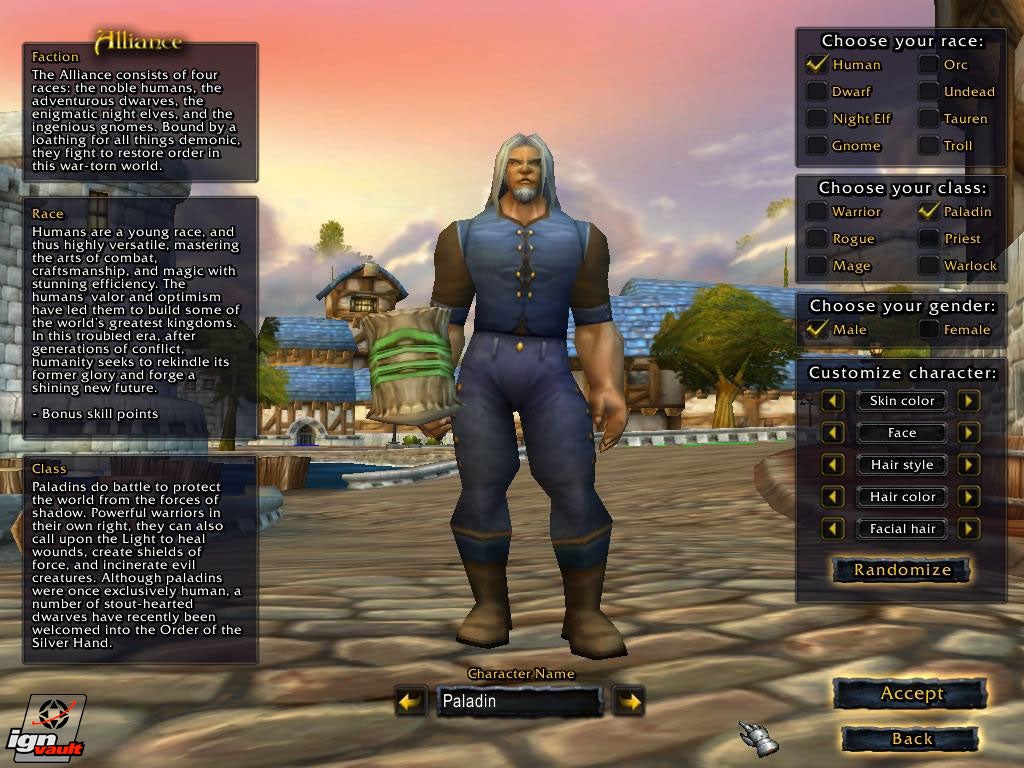 Alliance
Faction
The Alliance consists of four
races: the noble humans, the
adventurous dwarves, the
enigmatic night elves, and the
ingenious gnomes. Bound by a
loathing for all things demonic,
they fight to restore order in
this war-torn world.
Race
Humans are a young race, and
thus highly versatile, mastering
the arts of combat,
craftsmanship, and magic with
stunning efficiency. The
humans' valor and optimism
have led them to build some of
the world's greatest kingdoms.
In this troubled era, after
generations of conflict,
humanity seeks to rekindle its
former glory and forge a
shining new future.
- Bonus skill points
Class
Paladins do battle to protect
the world from the forces of
shadow. Powerful warriors in
their own right, they can also
call upon the Light to heal
wounds, create shields of
force, and incinerate evil
creatures. Although paladins
were once exclusively human, a
number of stout-hearted
dwarves have recently been
welcomed into the Order of the
Silver Hand.
Choose your race:
Human Orc
Dwarf Undead
Night Elf Tauren
Gnome Troll
Choose your class:
Warrior Paladin
Rogue Priest
Mage Warlock
Choose your gender:
Male Female
Customize character:
Skin color
Face
Hair style
Hair color
Facial hair
Randomize
Character Name
Paladin
Accept
Back
ign
vault